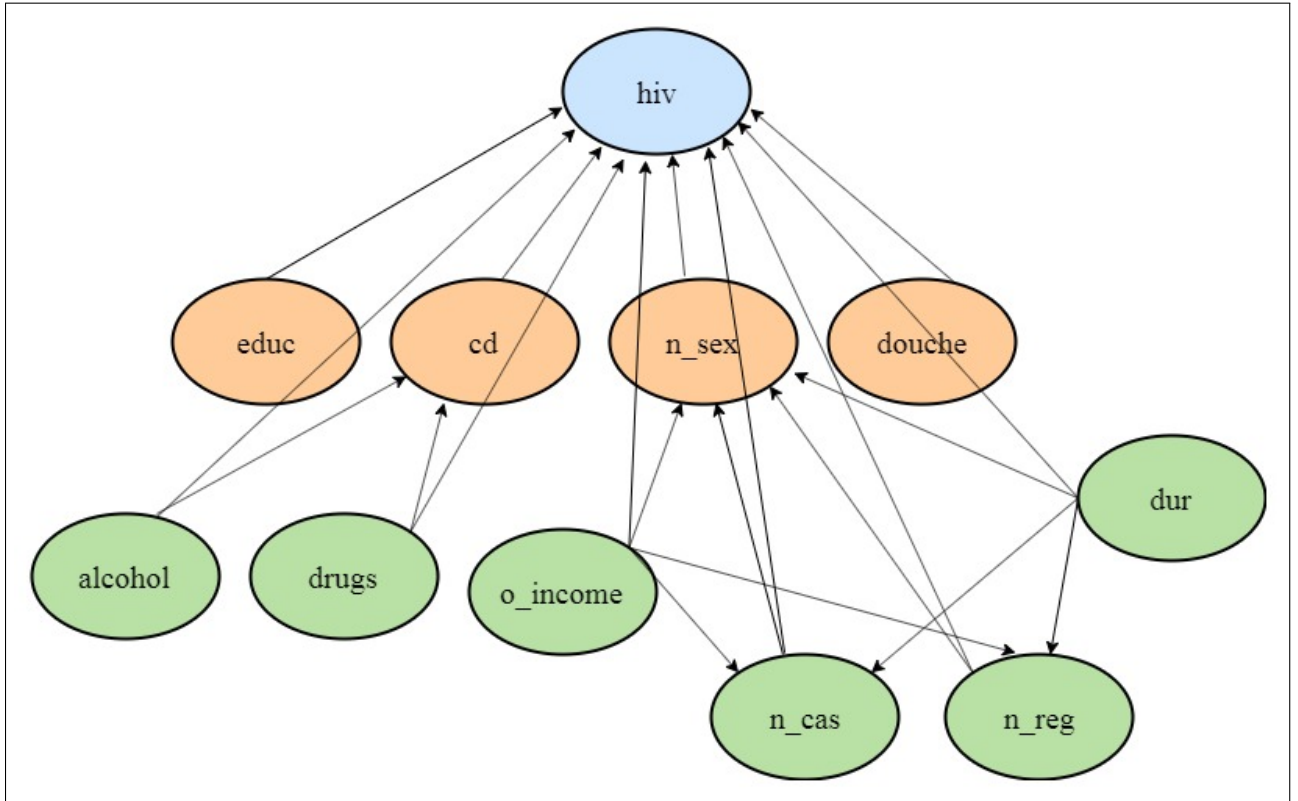 hiv
educ
cd
n_sex
douche
dur
alcohol
drugs
o_income
n_cas
n_reg